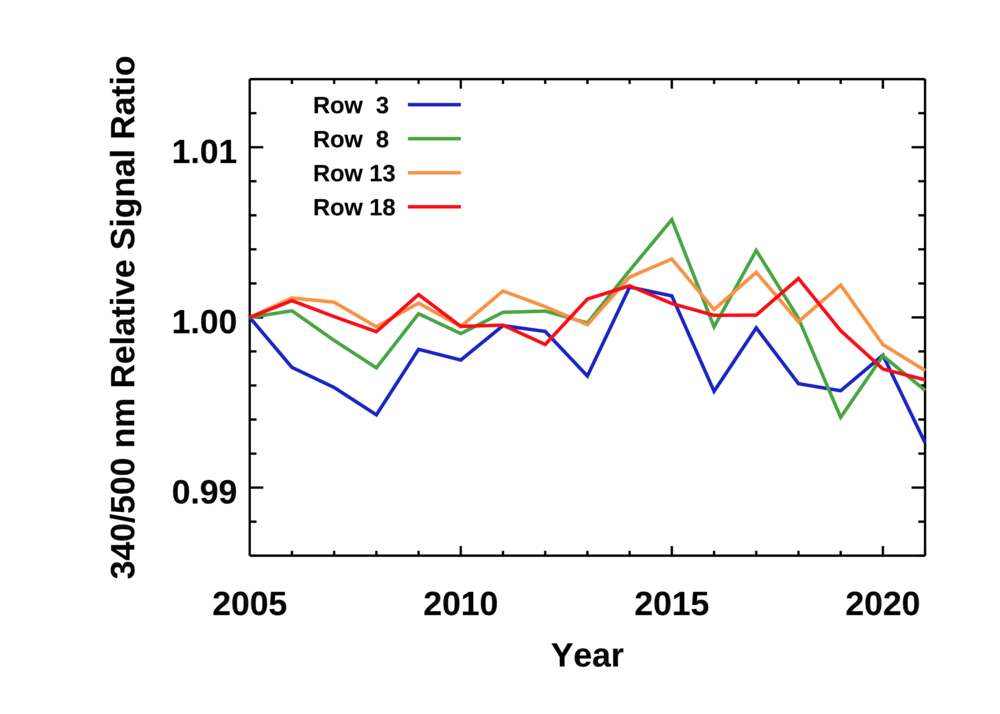 340/500 nm Relative Signal Ratio
Row 3
Row 8
Row 13
Row 18
1.01
1.00
0.99
2005 2010 2015 2020
Year